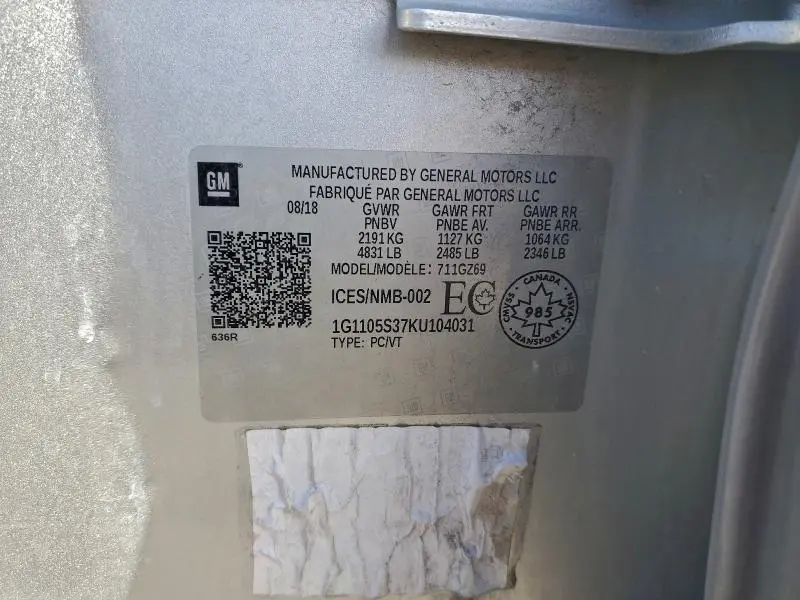 GM
MANUFACTURED BY GENERAL MOTORS LLC
FABRIQUÉ PAR GENERAL MOTORS LLC
08/18 GVWR GAWR FRT GAWR RR
PNBV PNBE AV. PNBE ARR.
2191 KG 1127 KG 1064 KG
4831 LB 2485 LB 2346 LB
MODEL/MODÈLE: 711GZ69
ICES/NMB-002 EC
1G1105S37KU104031
TYPE: PC/VT
636R
CANADA
CMVSS 985 NSVAC
TRANSPORT